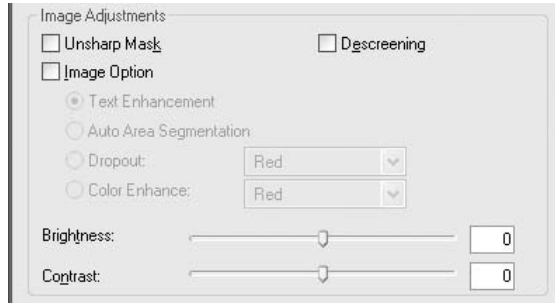 Image Adjustments
Unsharp Mask Descreening
Image Option
Text Enhancement
Auto Area Segmentation
Dropout: Red
Color Enhance: Red
Brightness: 0
Contrast: 0